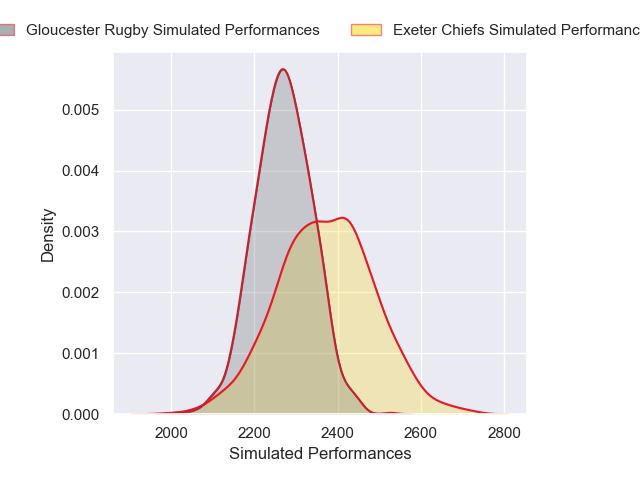 Gloucester Rugby Simulated Performances Exeter Chiefs Simulated Performanc
0.005
0.004
0.003
0.002
0.001
0.000
Density
2000 2200 2400 2600 2800
Simulated Performances